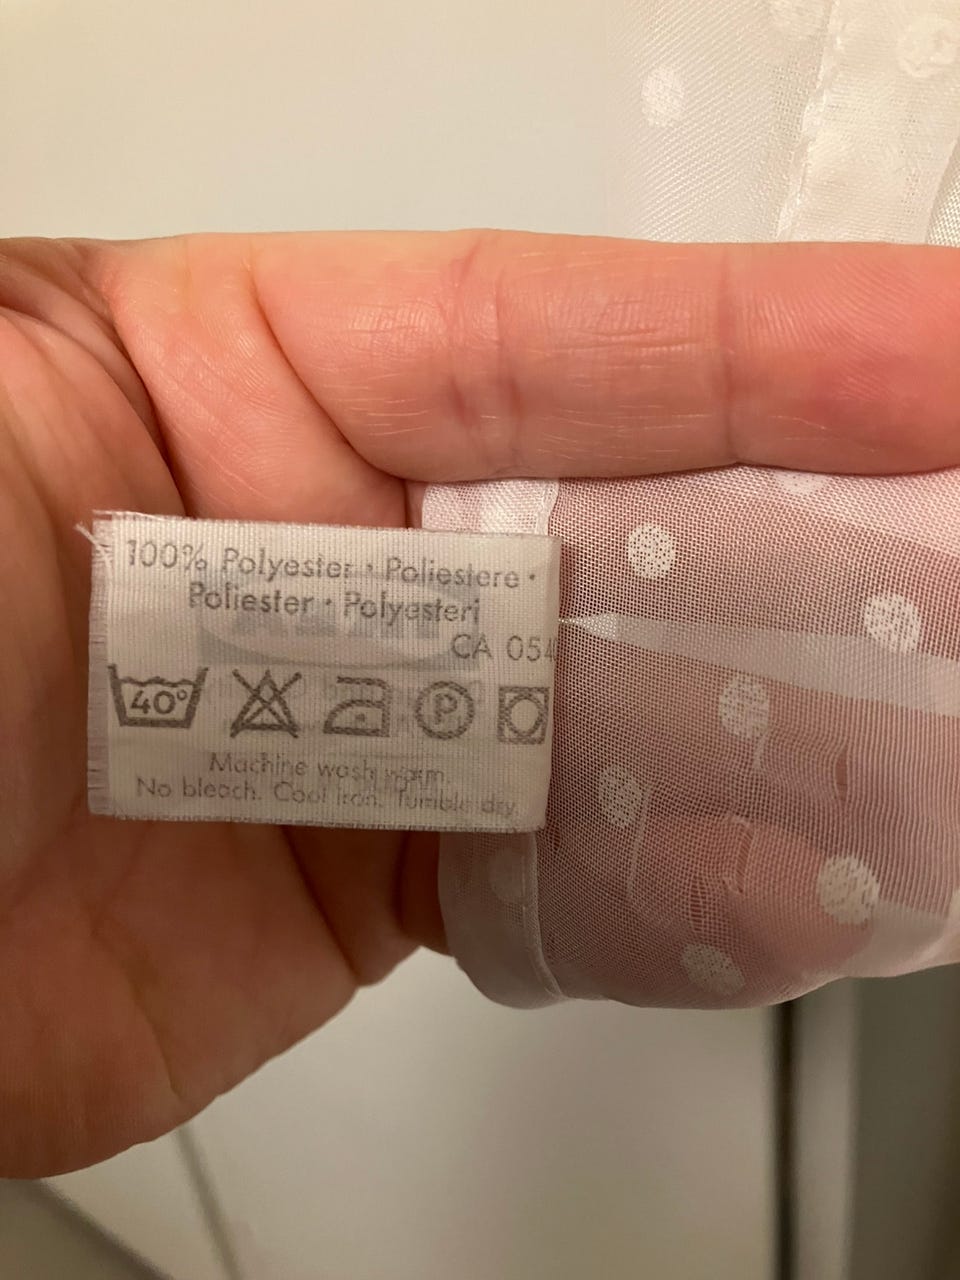 100% Polyester · Poliestere ·
Poliester · Polyesteri
CA 054
40°
P
Machine wash warm.
No bleach. Cool iron. Tumble dry.